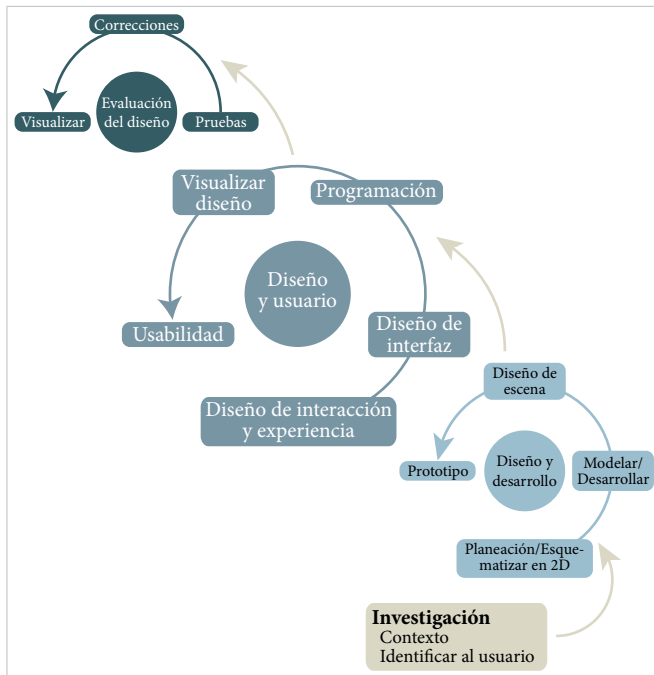 Correcciones
Evaluación
del diseño
Visualizar
Pruebas
Visualizar
diseño
Programación
Diseño
y usuario
Usabilidad
Diseño de
interfaz
Diseño de interacción
y experiencia
Diseño de
escena
Prototipo
Diseño y
desarrollo
Modelar/
Desarrollar
Planeación/Esque-
matizar en 2D
Investigación
Contexto
Identificar al usuario